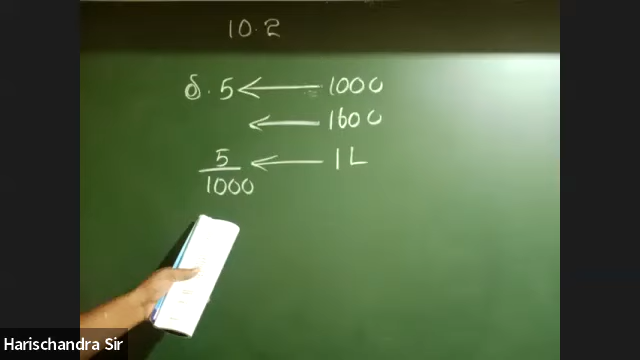 10.2
5 ← 1000
← 1600
5/1000 ← 1L
Harischandra Sir